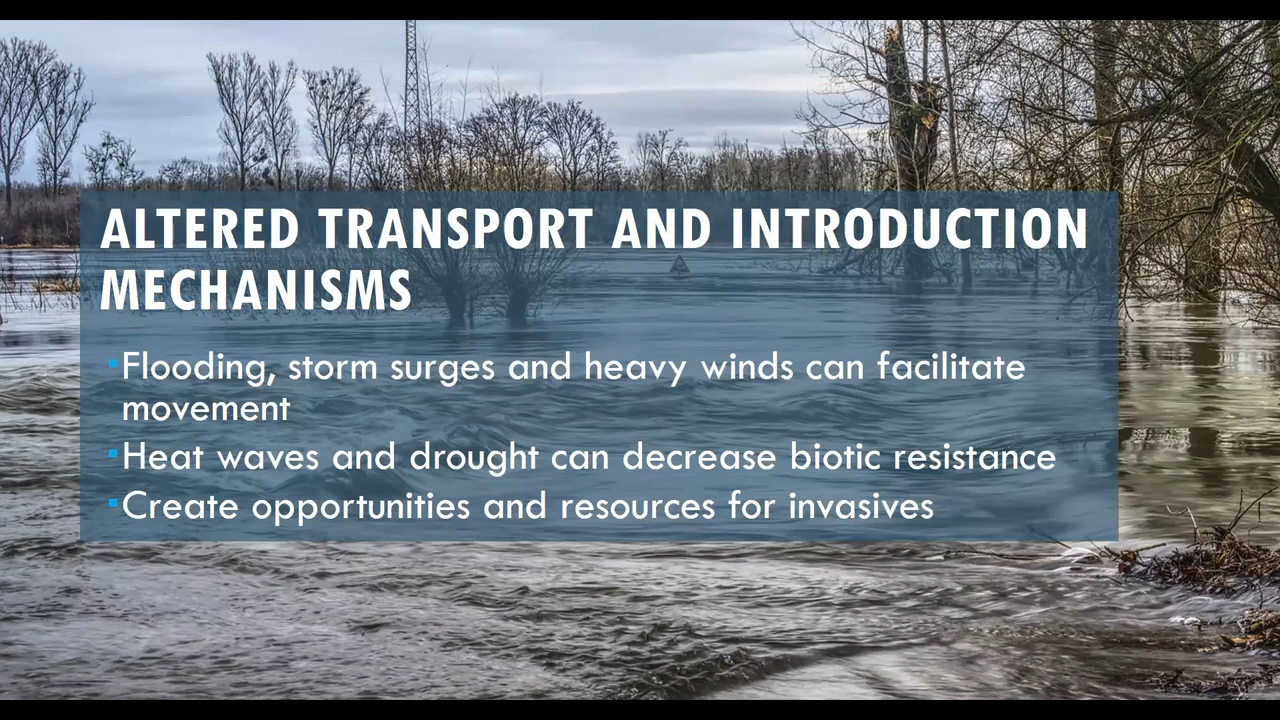 ALTERED TRANSPORT AND INTRODUCTION
MECHANISMS
Flooding, storm surges and heavy winds can facilitate
movement
Heat waves and drought can decrease biotic resistance
Create opportunities and resources for invasives